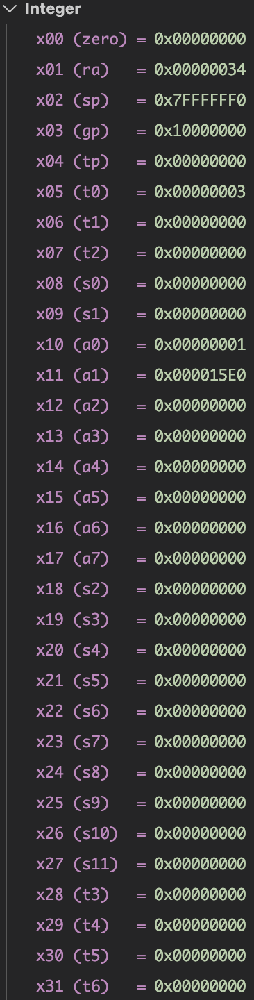 Integer
x00 (zero) = 0x00000000
x01 (ra) = 0x00000034
x02 (sp) = 0x7FFFFFF0
x03 (gp) = 0x10000000
x04 (tp) = 0x00000000
x05 (t0) = 0x00000003
x06 (t1) = 0x00000000
x07 (t2) = 0x00000000
x08 (s0) = 0x00000000
x09 (s1) = 0x00000000
x10 (a0) = 0x00000001
x11 (a1) = 0x000015E0
x12 (a2) = 0x00000000
x13 (a3) = 0x00000000
x14 (a4) = 0x00000000
x15 (a5) = 0x00000000
x16 (a6) = 0x00000000
x17 (a7) = 0x00000000
x18 (s2) = 0x00000000
x19 (s3) = 0x00000000
x20 (s4) = 0x00000000
x21 (s5) = 0x00000000
x22 (s6) = 0x00000000
x23 (s7) = 0x00000000
x24 (s8) = 0x00000000
x25 (s9) = 0x00000000
x26 (s10) = 0x00000000
x27 (s11) = 0x00000000
x28 (t3) = 0x00000000
x29 (t4) = 0x00000000
x30 (t5) = 0x00000000
x31 (t6) = 0x00000000